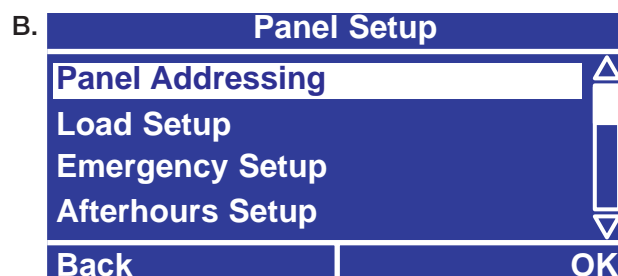 B.
Panel Setup
Panel Addressing
Load Setup
Emergency Setup
Afterhours Setup
Back OK